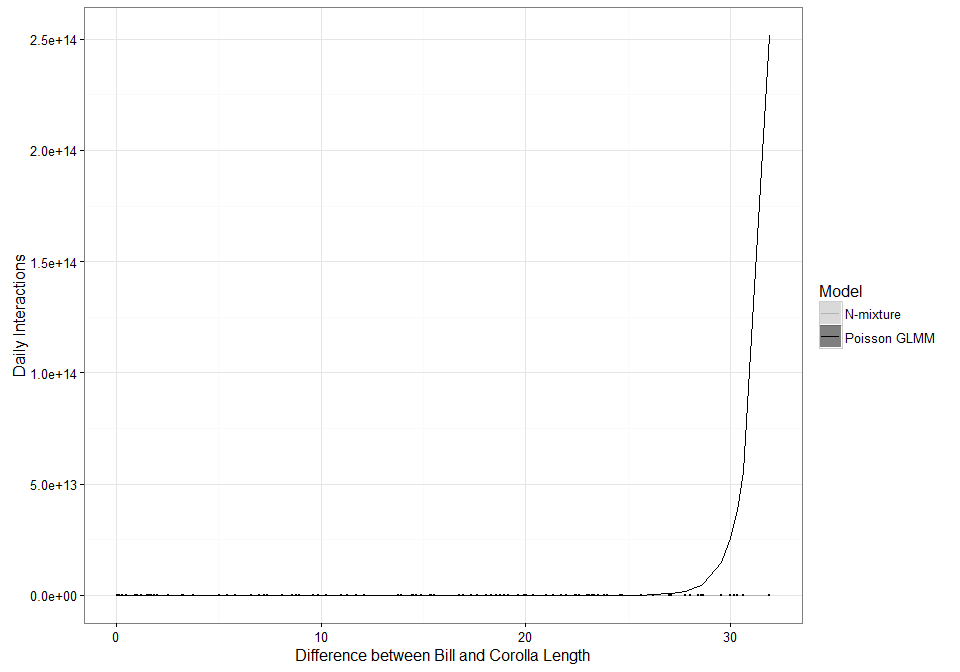 2.5e+14
2.0e+14
1.5e+14
1.0e+14
5.0e+13
0.0e+00
Daily Interactions
0 10 20 30
Difference between Bill and Corolla Length
Model
N-mixture
Poisson GLMM